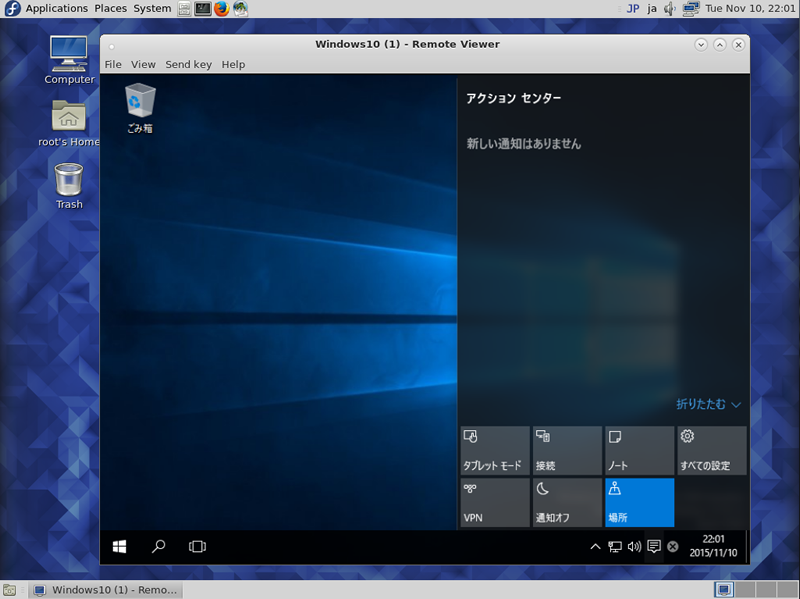 Applications Places System
JP ja Tue Nov 10, 22:01
Computer
root's Home
Trash
Windows10 (1) - Remote Viewer
File View Send key Help
ごみ箱
アクション センター
新しい通知はありません
折りたたむ
タブレット モード 接続 ノート すべての設定
VPN 通知オフ 場所
22:01
2015/11/10
Windows10 (1) - Remo...